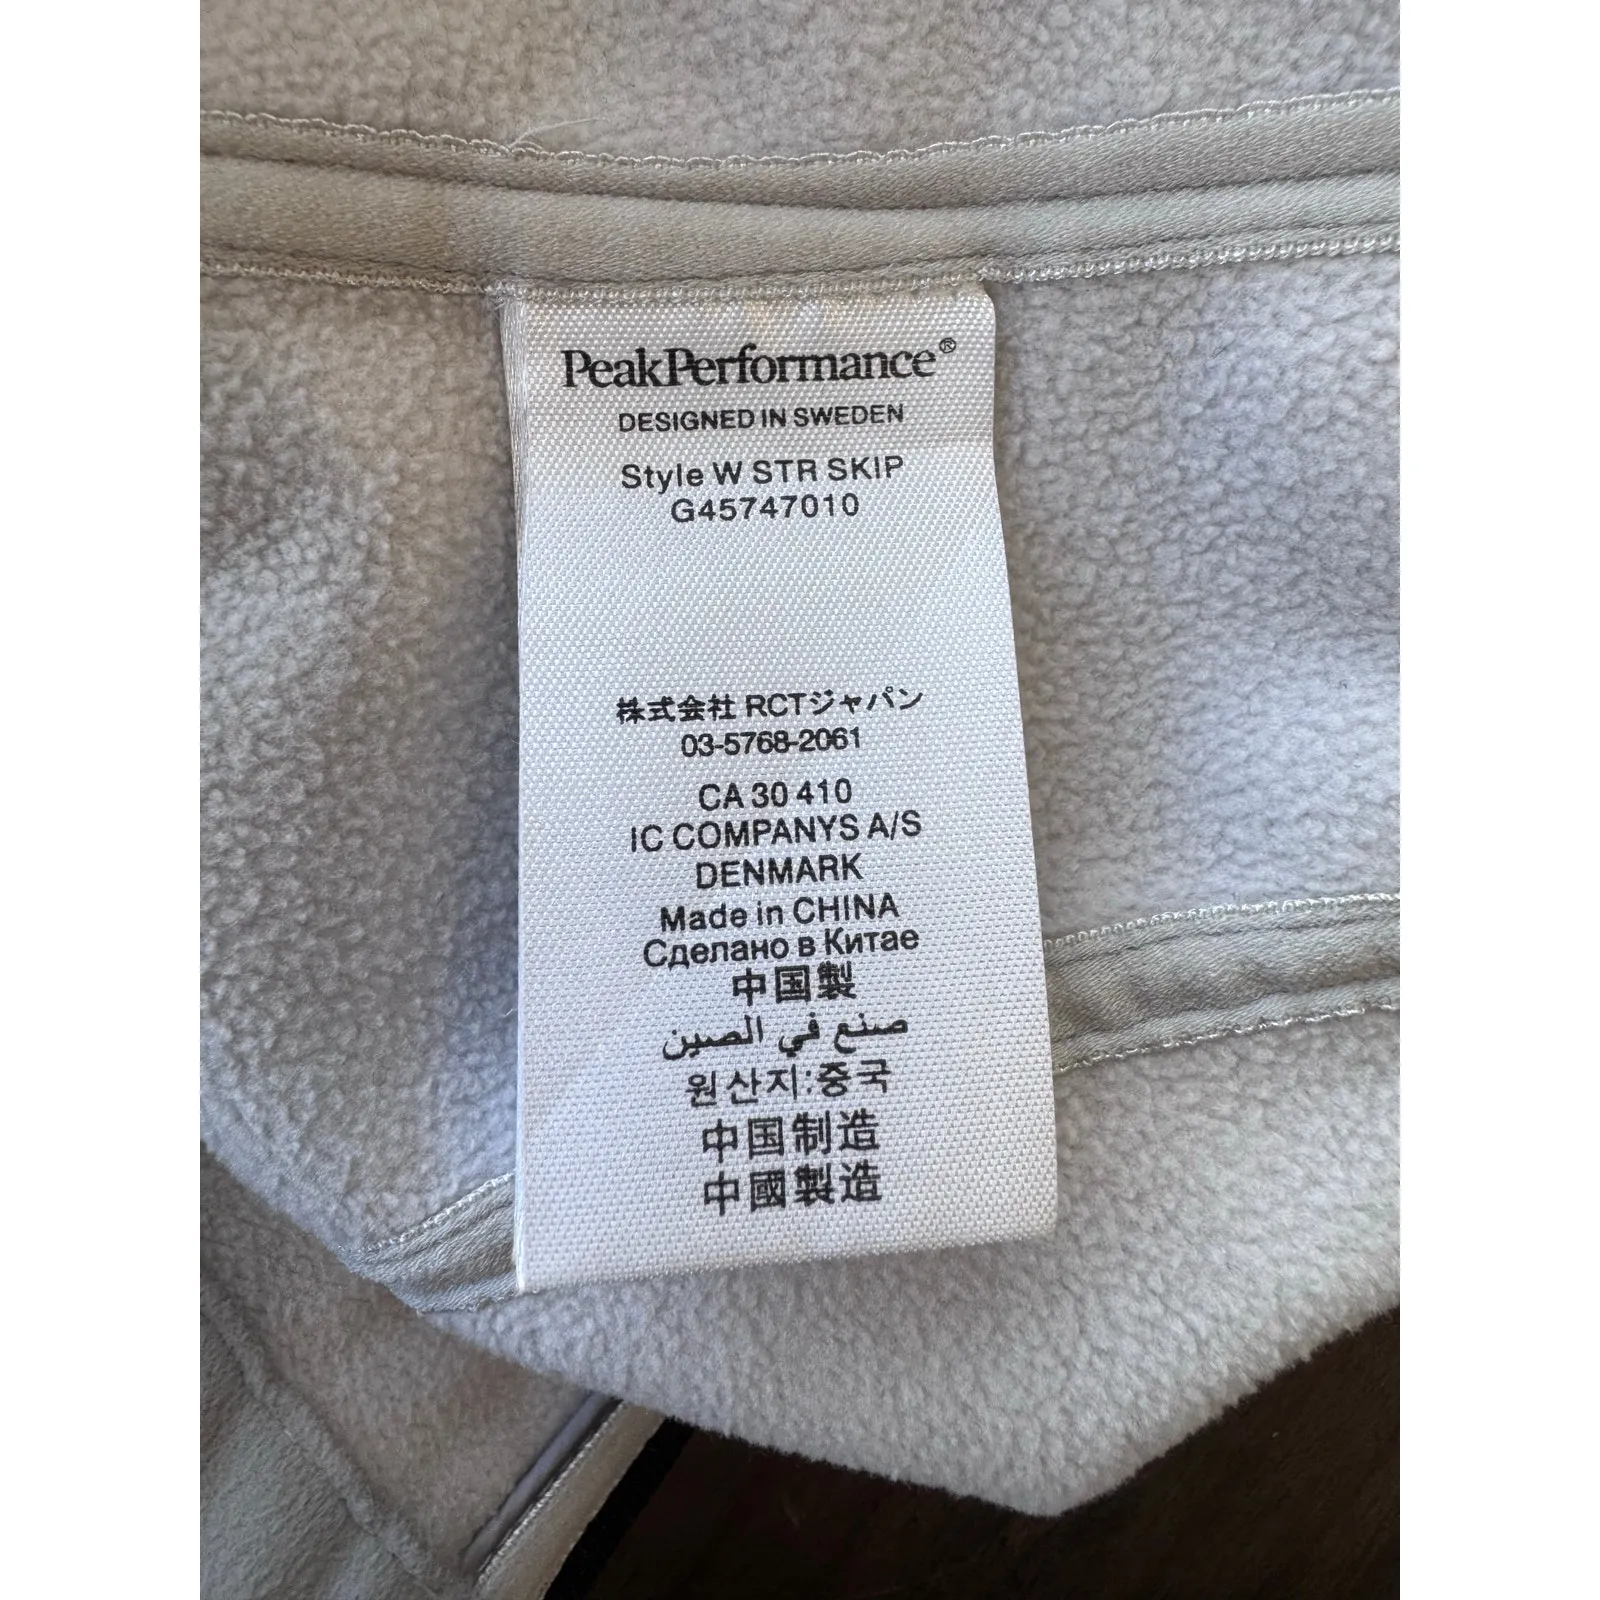 PeakPerformance®
DESIGNED IN SWEDEN
Style W STR SKIP
G45747010
株式会社 RCTジャパン
03-5768-2061
CA 30 410
IC COMPANYS A/S
DENMARK
Made in CHINA
Сделано в Китае
中国製
صنع في الصين
원산지:중국
中国制造
中國製造